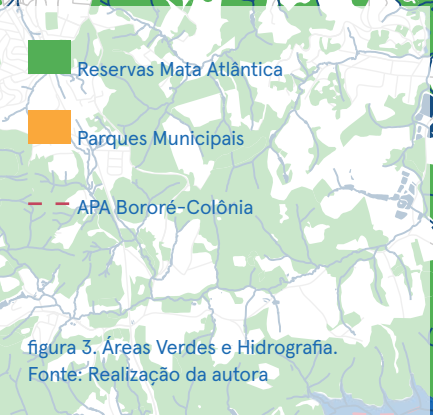 Reservas Mata Atlântica
Parques Municipais
APA Bororé-Colônia
figura 3. Áreas Verdes e Hidrografia.
Fonte: Realização da autora